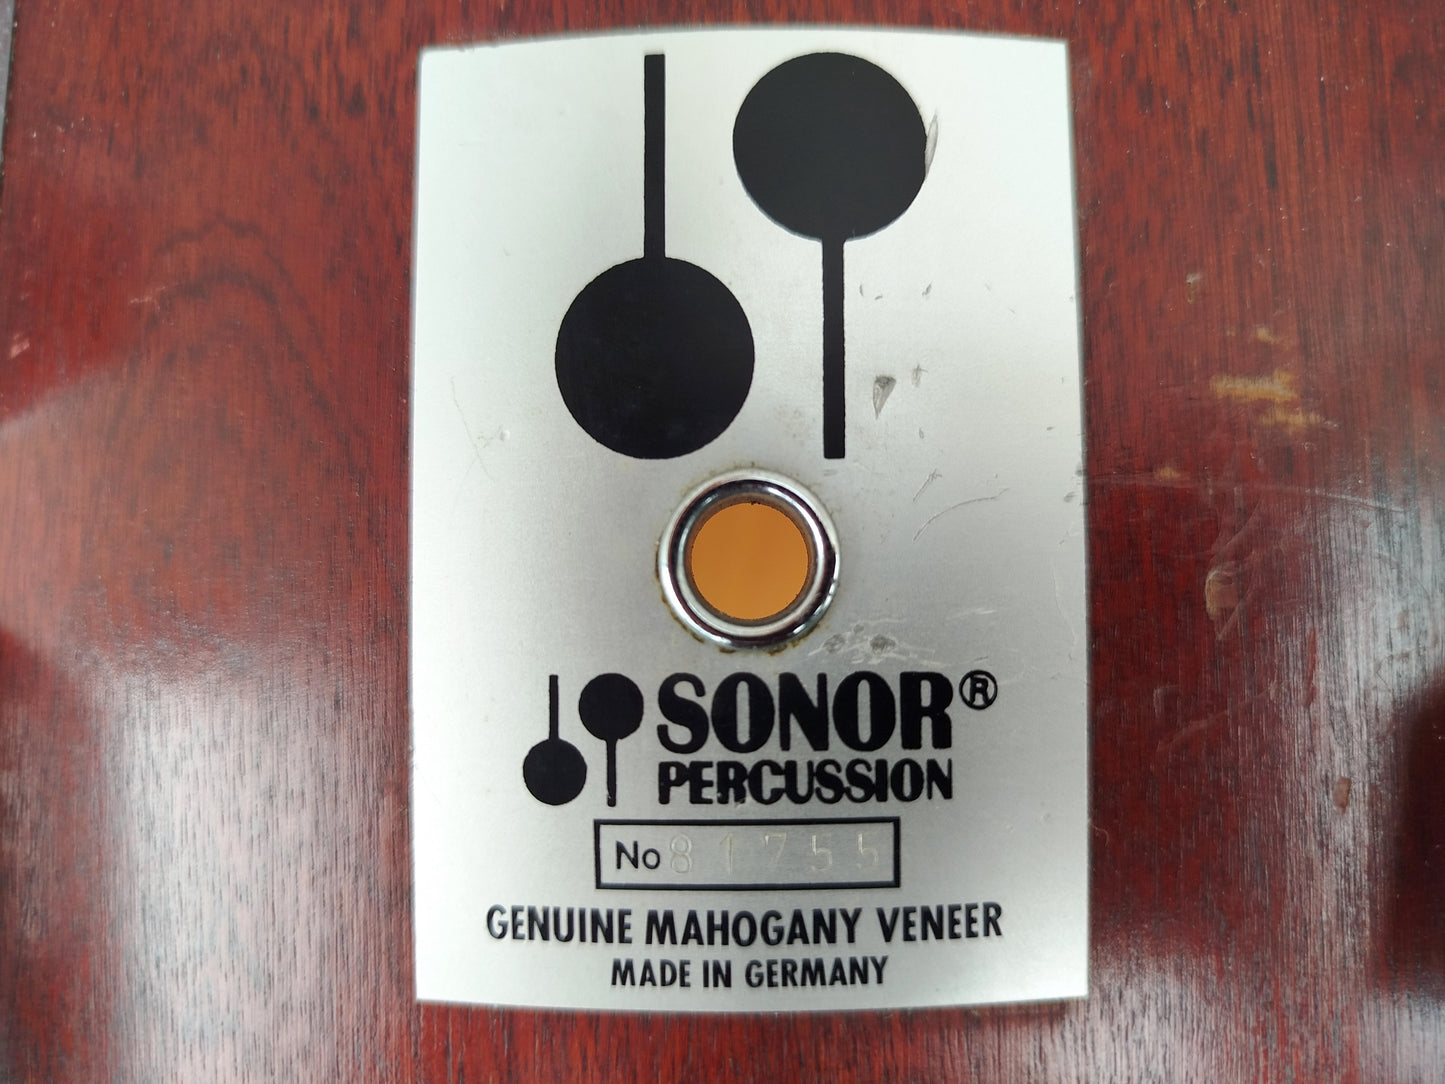 SONOR®
PERCUSSION
No 81755
GENUINE MAHOGANY VENEER
MADE IN GERMANY